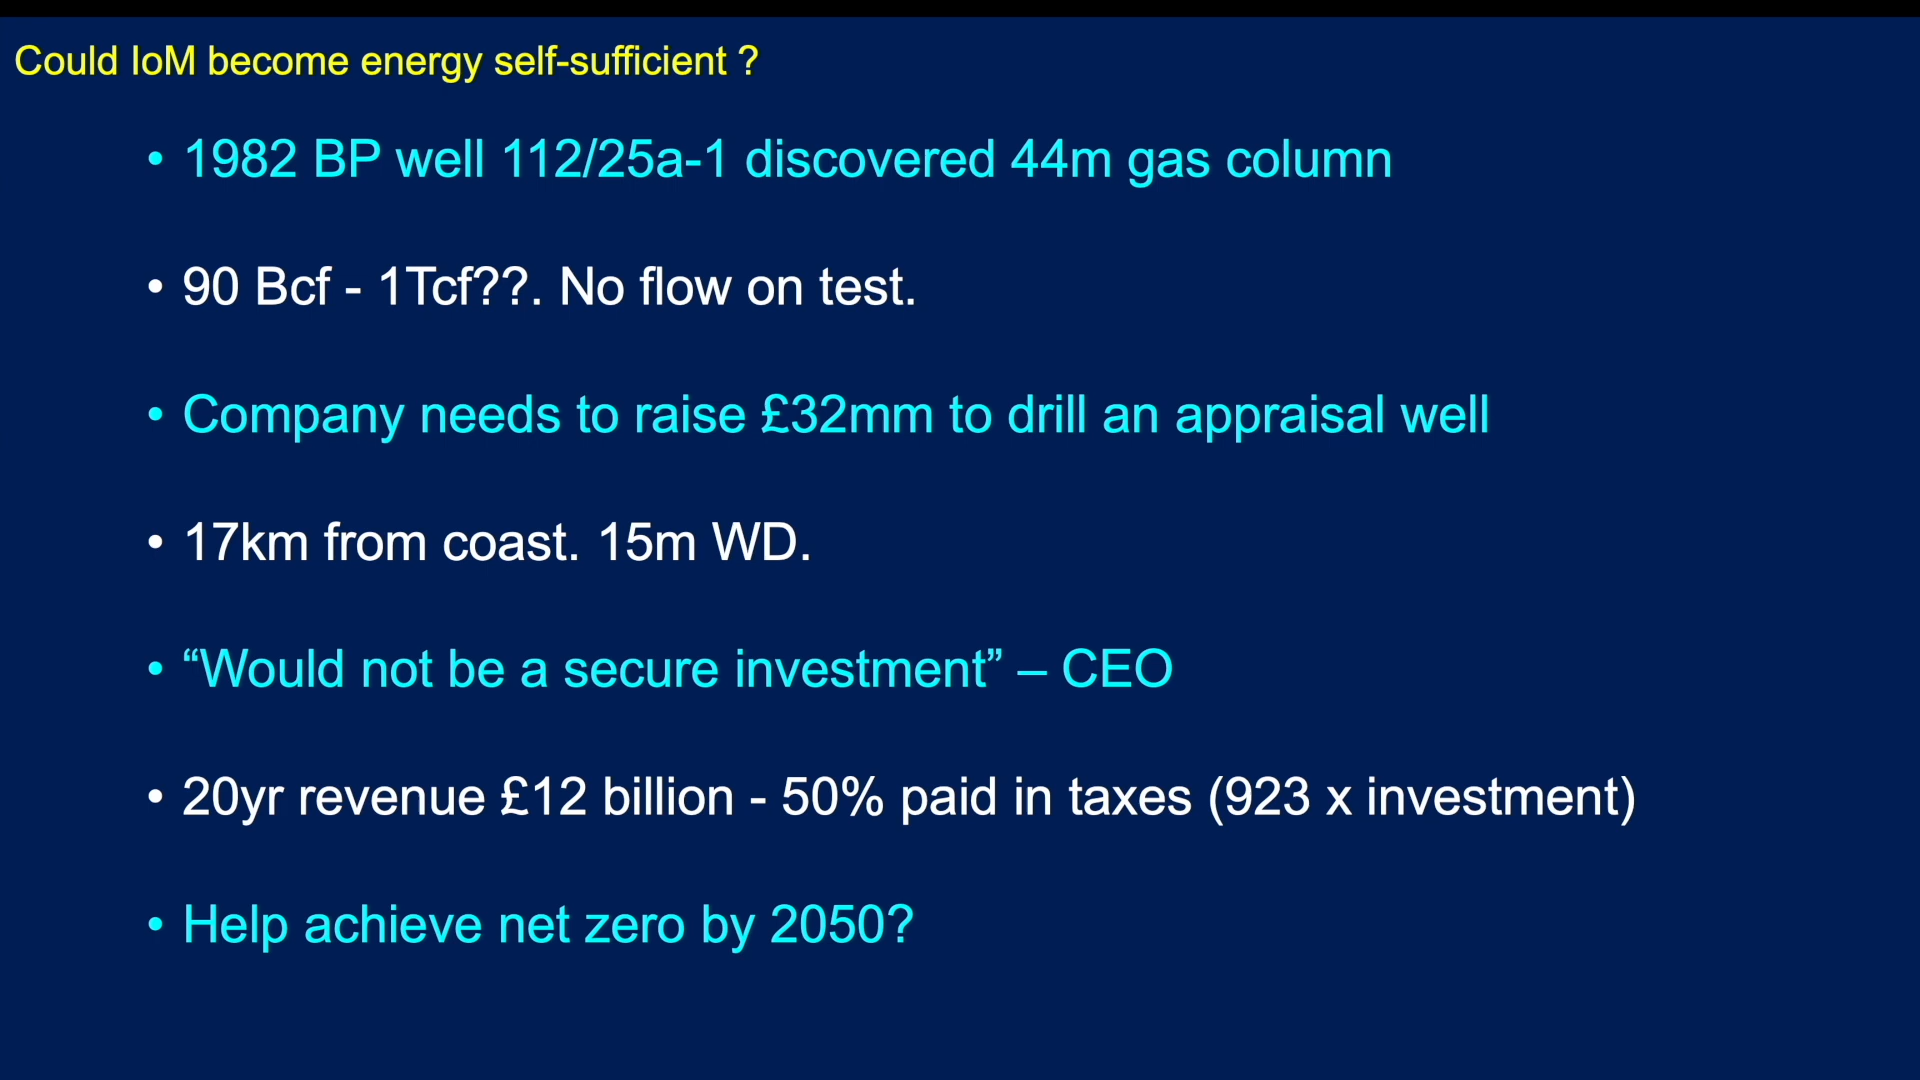 Could IoM become energy self-sufficient ?
• 1982 BP well 112/25a-1 discovered 44m gas column
• 90 Bcf - 1Tcf??. No flow on test.
• Company needs to raise £32mm to drill an appraisal well
• 17km from coast. 15m WD.
• “Would not be a secure investment” – CEO
• 20yr revenue £12 billion - 50% paid in taxes (923 x investment)
• Help achieve net zero by 2050?